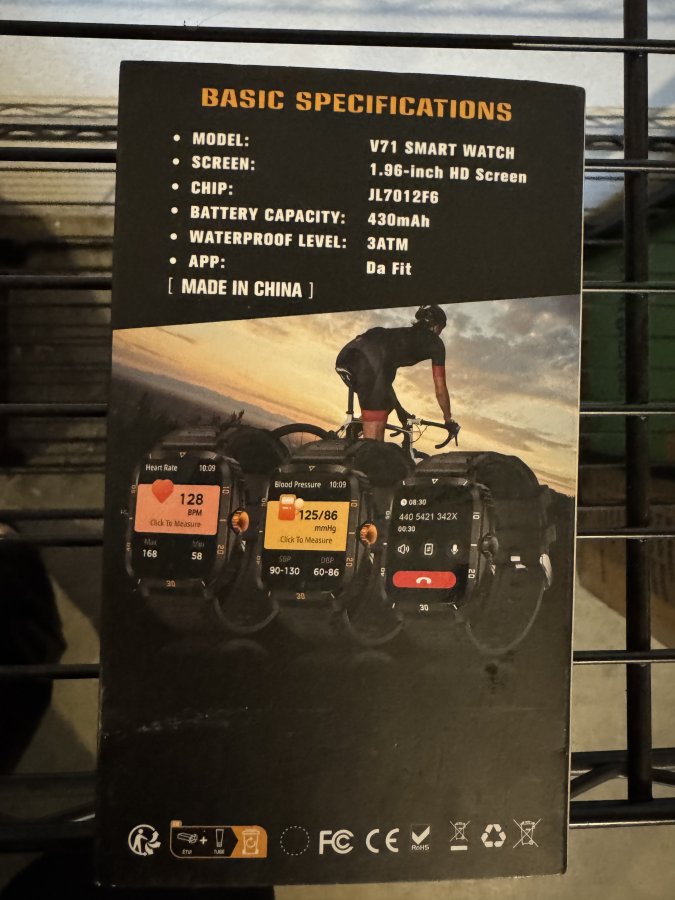 BASIC SPECIFICATIONS
• MODEL: V71 SMART WATCH
• SCREEN: 1.96-inch HD Screen
• CHIP: JL7012F6
• BATTERY CAPACITY: 430mAh
• WATERPROOF LEVEL: 3ATM
• APP: Da Fit
[ MADE IN CHINA ]
Heart Rate 10:09
128
BPM
Click To Measure
Max Min
168 58
30
Blood Pressure 10:09
125/86
mmHg
Click To Measure
SBP DBP
90-130 60-86
30
08:30
440 5421 342X
00:30
30
FC CE RoHS